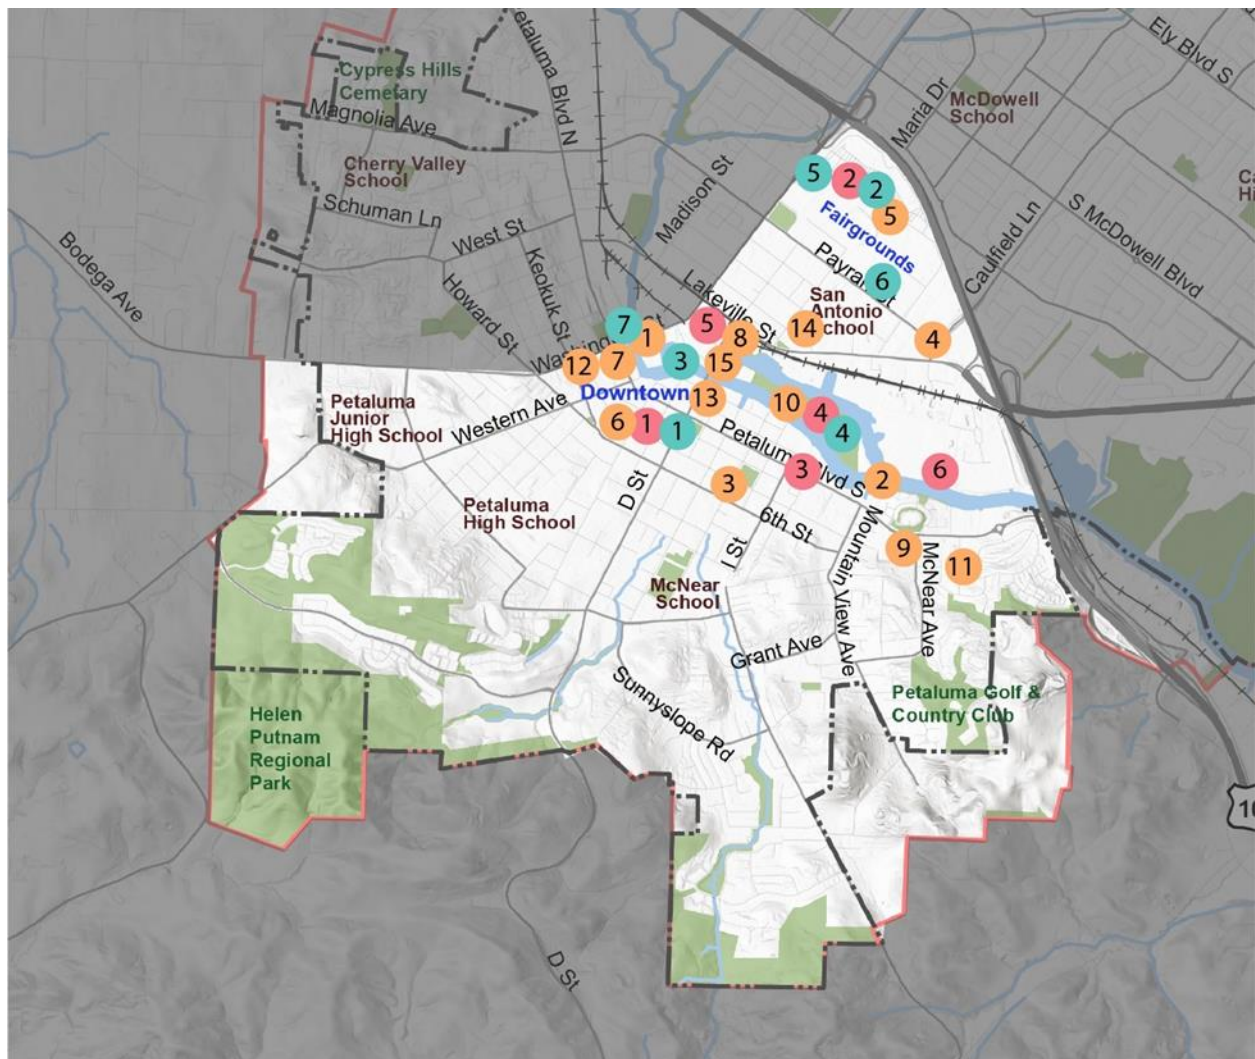 Ely Blvd S
Petaluma Blvd N
Cypress Hills
Cemetary
Magnolia Ave
Maria Dr
McDowell
School
Cherry Valley
School
Madison St
Schuman Ln
S McDowell Blvd
Caulfield Ln
West St
Bodega Ave
Keokuk St
Howard St
5
2
2
5
Fairgrounds
Payran St
6
Lakeville St
San
Antonio
School
14
4
7
1
5
8
12
7
3
15
Downtown
13
10
4
4
6
1
1
Petaluma
Junior
High School
Western Ave
Petaluma Blvd S
3
3
2
6
D St
Petaluma
High School
6th St
I St
Mountain View Ave
9
McNear Ave
11
McNear
School
Grant Ave
Sunnyslope Rd
Petaluma Golf &
Country Club
Helen
Putnam
Regional
Park
D St